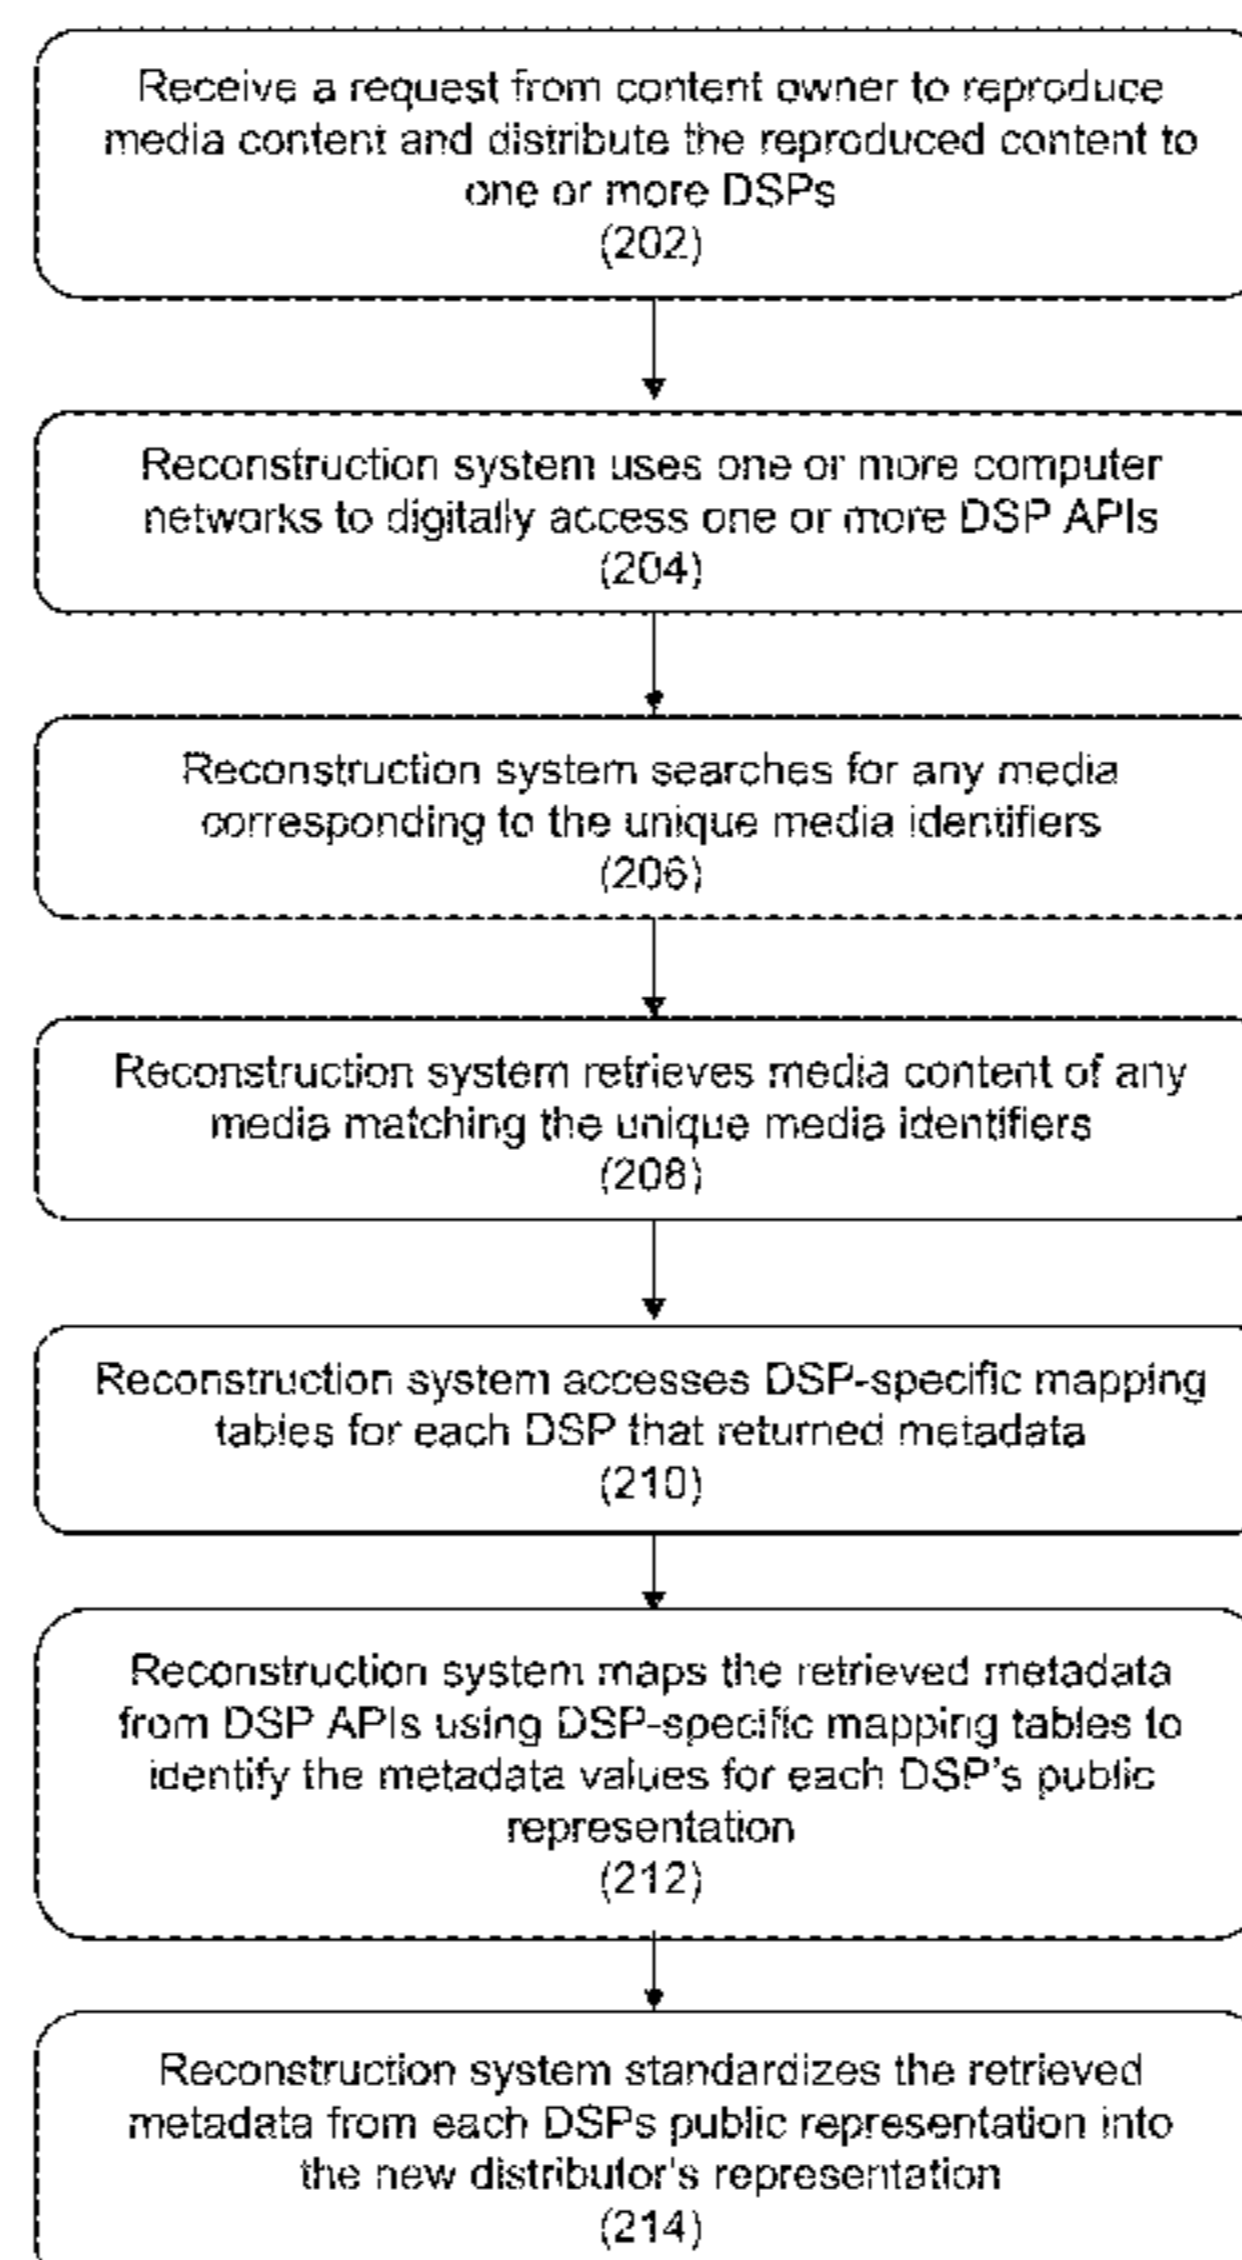 Receive a request from content owner to reproduce
media content and distribute the reproduced content to
one or more DSPs
(202)
Reconstruction system uses one or more computer
networks to digitally access one or more DSP APIs
(204)
Reconstruction system searches for any media
corresponding to the unique media identifiers
(206)
Reconstruction system retrieves media content of any
media matching the unique media identifiers
(208)
Reconstruction system accesses DSP-specific mapping
tables for each DSP that returned metadata
(210)
Reconstruction system maps the retrieved metadata
from DSP APIs using DSP-specific mapping tables to
identify the metadata values for each DSP's public
representation
(212)
Reconstruction system standardizes the retrieved
metadata from each DSPs public representation into
the new distributor's representation
(214)